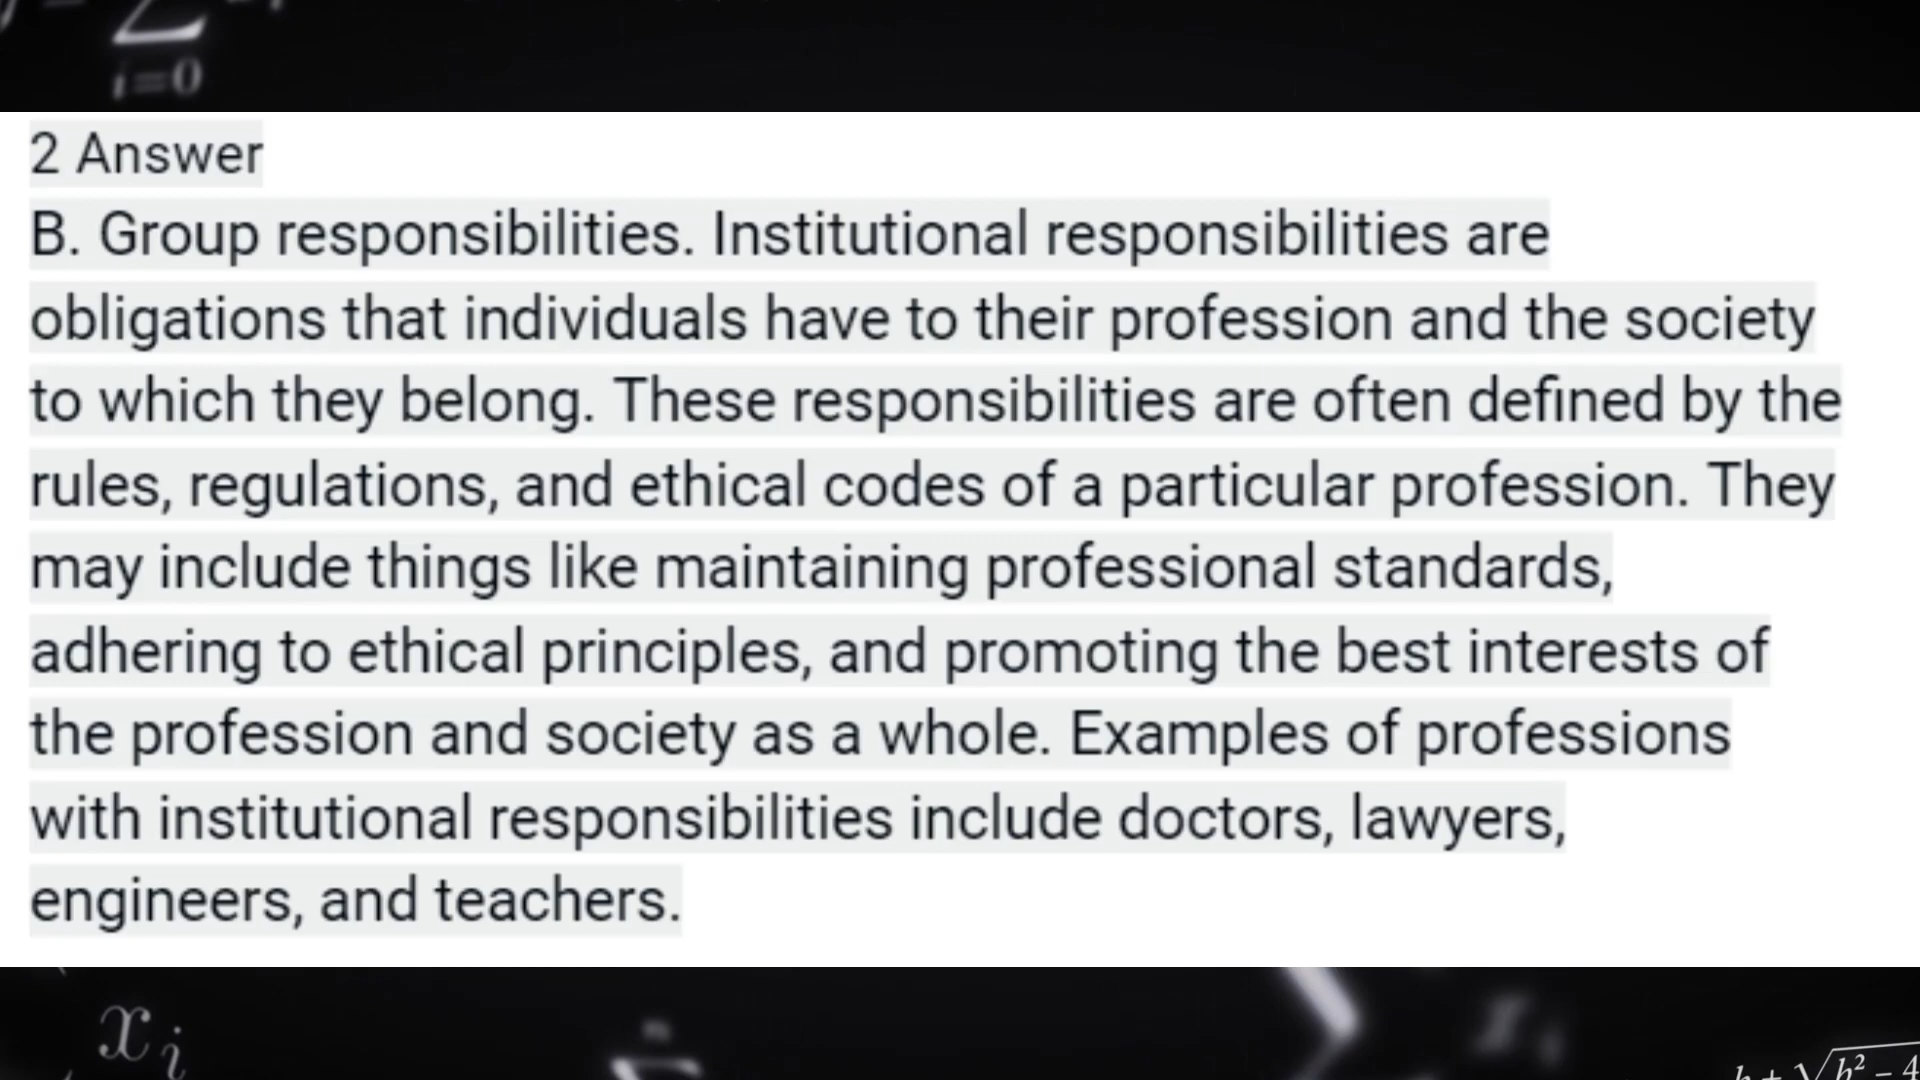 i=0
2 Answer
B. Group responsibilities. Institutional responsibilities are
obligations that individuals have to their profession and the society
to which they belong. These responsibilities are often defined by the
rules, regulations, and ethical codes of a particular profession. They
may include things like maintaining professional standards,
adhering to ethical principles, and promoting the best interests of
the profession and society as a whole. Examples of professions
with institutional responsibilities include doctors, lawyers,
engineers, and teachers.
x_i